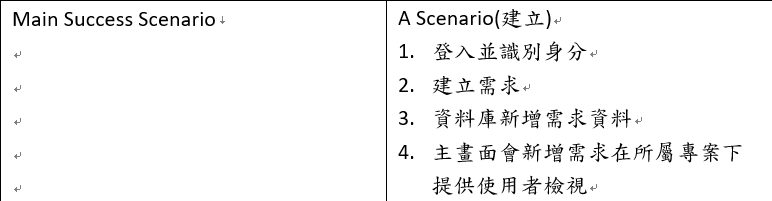 Main Success Scenario
A Scenario(建立)
1. 登入並識別身分
2. 建立需求
3. 資料庫新增需求資料
4. 主畫面會新增需求在所屬專案下
提供使用者檢視